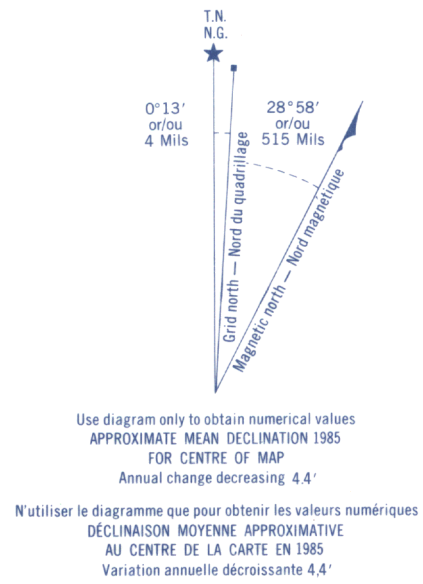 T.N.
N.G.
0°13′
or/ou
4 Mils
28°58′
or/ou
515 Mils
Grid north — Nord du quadrillage
Magnetic north — Nord magnétique
Use diagram only to obtain numerical values
APPROXIMATE MEAN DECLINATION 1985
FOR CENTRE OF MAP
Annual change decreasing 4.4′
N'utiliser le diagramme que pour obtenir les valeurs numériques
DÉCLINAISON MOYENNE APPROXIMATIVE
AU CENTRE DE LA CARTE EN 1985
Variation annuelle décroissante 4,4′